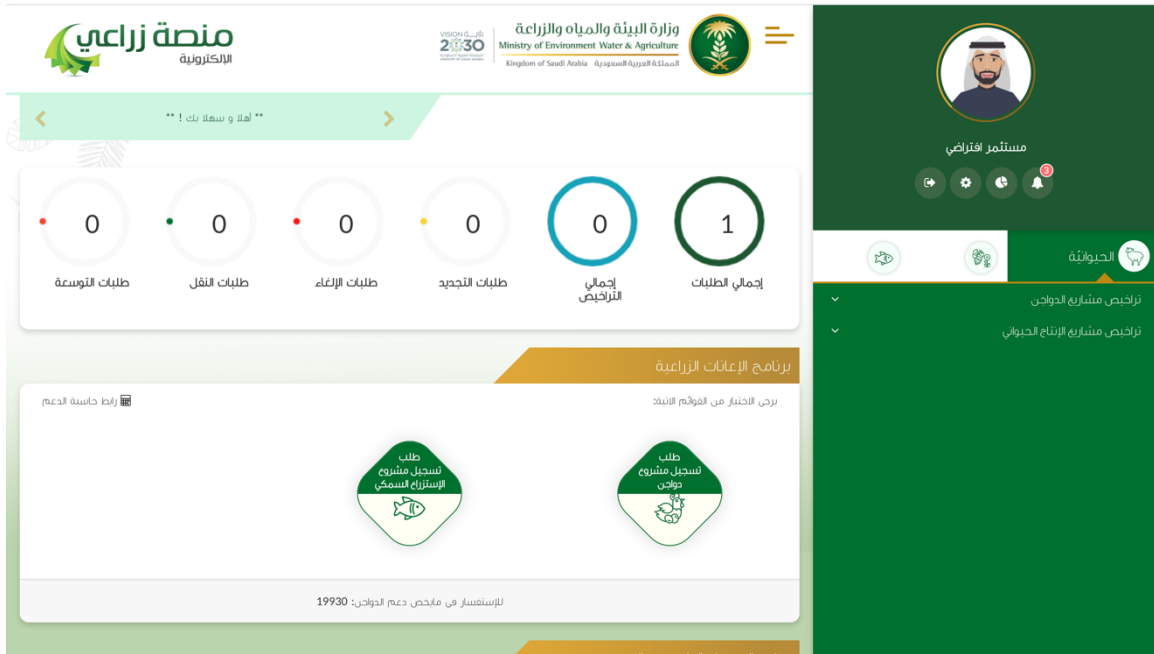 وزارة البيئة والمياه والزراعة
Ministry of Environment Water & Agriculture
Kingdom of Saudi Arabia المملكة العربية السعودية
VISION رؤية
2030
منصة زراعي
الإلكترونية
** أهلا و سهلا بك ! **
مستثمر افتراضي
3
الحيوانيّة
تراخيص مشاريع الدواجن
تراخيص مشاريع الإنتاج الحيواني
1
إجمالي الطلبات
0
إجمالي
التراخيص
0
طلبات التجديد
0
طلبات الإلغاء
0
طلبات النقل
0
طلبات التوسعة
برنامج الإعانات الزراعية
يرجى الاختيار من القوائم الاتية:
رابط حاسبة الدعم
طلب
تسجيل مشروع
دواجن
طلب
تسجيل مشروع
الإستزراع السمكي
للإستفسار في مايخص دعم الدواجن: 19930